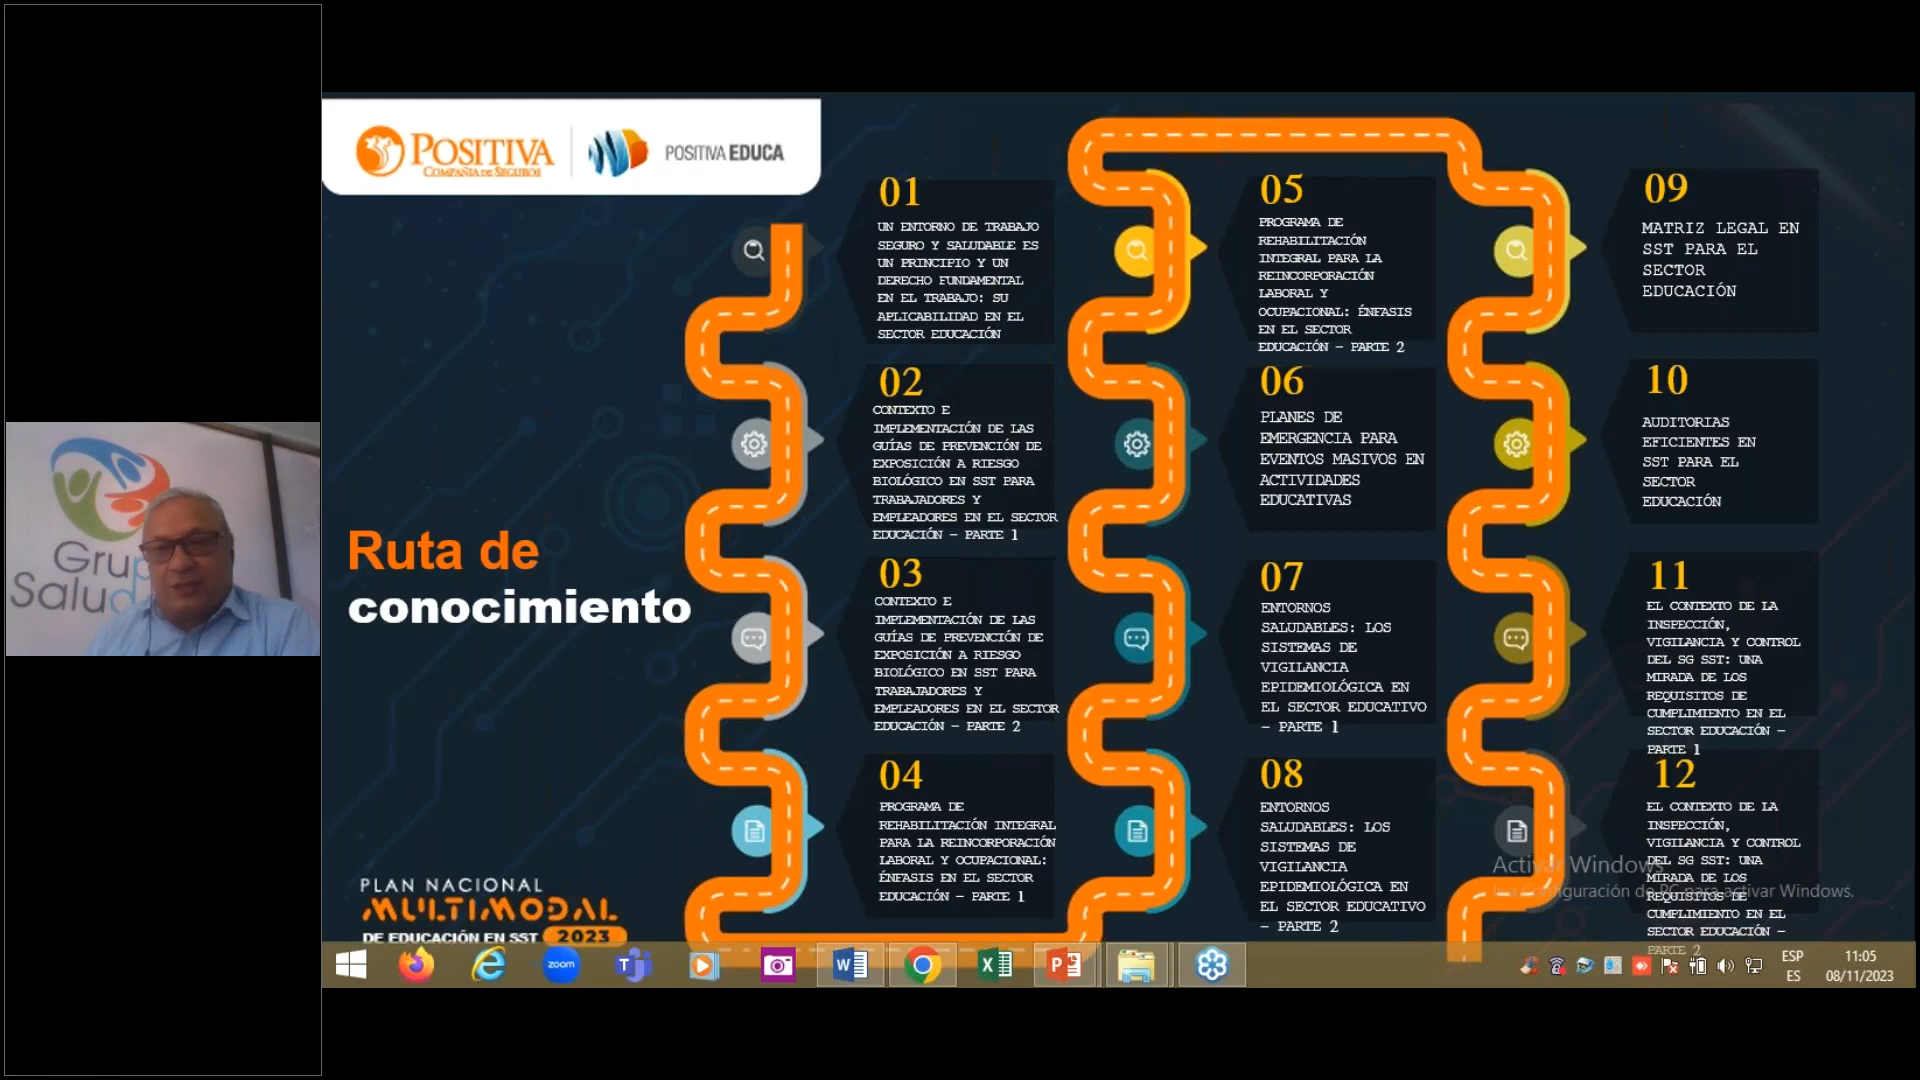 Grup
Salud
POSITIVA
COMPAÑIA DE SEGUROS
POSITIVA EDUCA
Ruta de
conocimiento
PLAN NACIONAL
MULTIMODAL
DE EDUCACIÓN EN SST 2023
01
UN ENTORNO DE TRABAJO
SEGURO Y SALUDABLE ES
UN PRINCIPIO Y UN
DERECHO FUNDAMENTAL
EN EL TRABAJO: SU
APLICABILIDAD EN EL
SECTOR EDUCACIÓN
02
CONTEXTO E
IMPLEMENTACIÓN DE LAS
GUÍAS DE PREVENCIÓN DE
EXPOSICIÓN A RIESGO
BIOLÓGICO EN SST PARA
TRABAJADORES Y
EMPLEADORES EN EL SECTOR
EDUCACIÓN – PARTE 1
03
CONTEXTO E
IMPLEMENTACIÓN DE LAS
GUÍAS DE PREVENCIÓN DE
EXPOSICIÓN A RIESGO
BIOLÓGICO EN SST PARA
TRABAJADORES Y
EMPLEADORES EN EL SECTOR
EDUCACIÓN – PARTE 2
04
PROGRAMA DE
REHABILITACIÓN INTEGRAL
PARA LA REINCORPORACIÓN
LABORAL Y OCUPACIONAL:
ÉNFASIS EN EL SECTOR
EDUCACIÓN – PARTE 1
05
PROGRAMA DE
REHABILITACIÓN
INTEGRAL PARA LA
REINCORPORACIÓN
LABORAL Y
OCUPACIONAL: ÉNFASIS
EN EL SECTOR
EDUCACIÓN – PARTE 2
06
PLANES DE
EMERGENCIA PARA
EVENTOS MASIVOS EN
ACTIVIDADES
EDUCATIVAS
07
ENTORNOS
SALUDABLES: LOS
SISTEMAS DE
VIGILANCIA
EPIDEMIOLÓGICA EN
EL SECTOR EDUCATIVO
– PARTE 1
08
ENTORNOS
SALUDABLES: LOS
SISTEMAS DE
VIGILANCIA
EPIDEMIOLÓGICA EN
EL SECTOR EDUCATIVO
– PARTE 2
09
MATRIZ LEGAL EN
SST PARA EL
SECTOR
EDUCACIÓN
10
AUDITORIAS
EFICIENTES EN
SST PARA EL
SECTOR
EDUCACIÓN
11
EL CONTEXTO DE LA
INSPECCIÓN,
VIGILANCIA Y CONTROL
DEL SG SST: UNA
MIRADA DE LOS
REQUISITOS DE
CUMPLIMIENTO EN EL
SECTOR EDUCACIÓN –
PARTE 1
12
EL CONTEXTO DE LA
INSPECCIÓN,
VIGILANCIA Y CONTROL
DEL SG SST: UNA
MIRADA DE LOS
REQUISITOS DE
CUMPLIMIENTO EN EL
SECTOR EDUCACIÓN –
PARTE 2
Activar Windows
Configuración de PC para activar Windows.
zoom
ESP
ES
11:05
08/11/2023